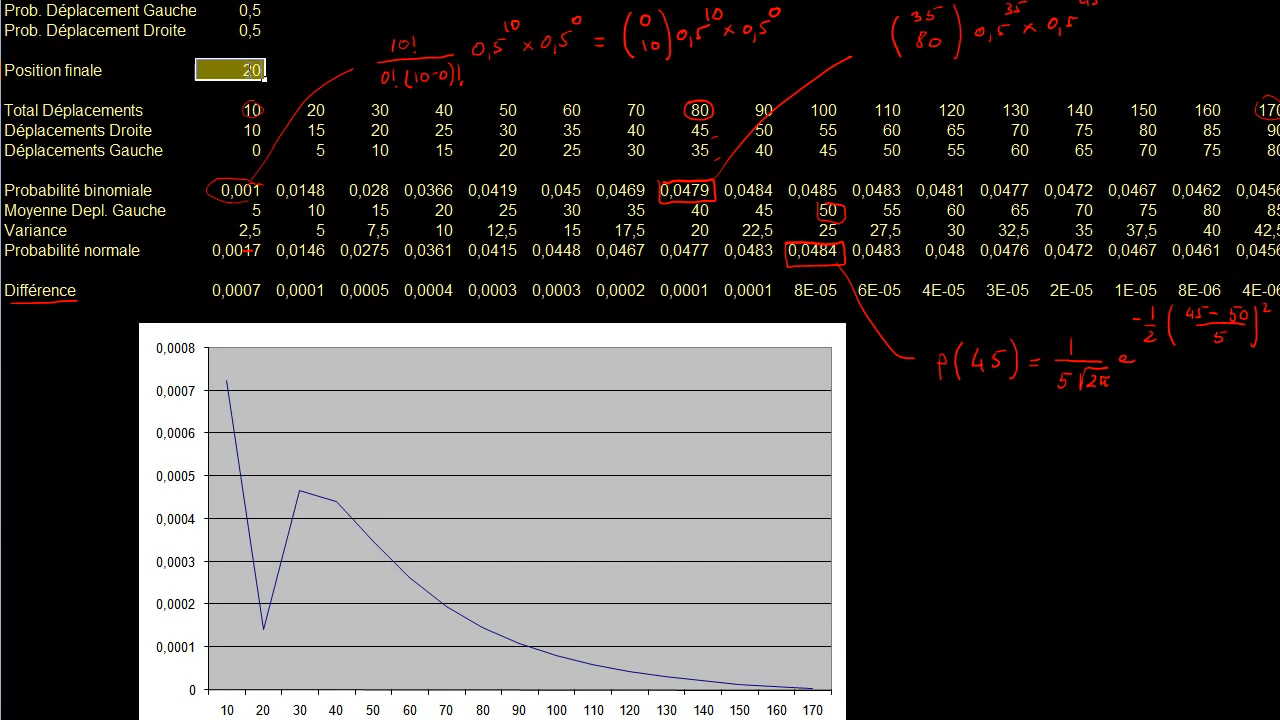 Prob. Déplacement Gauche 0,5
Prob. Déplacement Droite 0,5
10! / 0! (10-0)! 0,5^10 × 0,5^0 = (0 10) 0,5^10 × 0,5^0
(35 80) 0,5^35 × 0,5^45
Position finale 20
Total Déplacements 10 20 30 40 50 60 70 80 90 100 110 120 130 140 150 160 170
Déplacements Droite 10 15 20 25 30 35 40 45 50 55 60 65 70 75 80 85 90
Déplacements Gauche 0 5 10 15 20 25 30 35 40 45 50 55 60 65 70 75 80
Probabilité binomiale 0,001 0,0148 0,028 0,0366 0,0419 0,045 0,0469 0,0479 0,0484 0,0485 0,0483 0,0481 0,0477 0,0472 0,0467 0,0462 0,0456
Moyenne Depl. Gauche 5 10 15 20 25 30 35 40 45 50 55 60 65 70 75 80 85
Variance 2,5 5 7,5 10 12,5 15 17,5 20 22,5 25 27,5 30 32,5 35 37,5 40 42,5
Probabilité normale 0,0017 0,0146 0,0275 0,0361 0,0415 0,0448 0,0467 0,0477 0,0483 0,0484 0,0483 0,048 0,0476 0,0472 0,0467 0,0461 0,0456
Différence 0,0007 0,0001 0,0005 0,0004 0,0003 0,0003 0,0002 0,0001 0,0001 8E-05 6E-05 4E-05 3E-05 2E-05 1E-05 8E-06 4E-06
p(45) = 1 / 5√2π e^-1/2 (45-50 / 5)^2
0,0008
0,0007
0,0006
0,0005
0,0004
0,0003
0,0002
0,0001
0
10 20 30 40 50 60 70 80 90 100 110 120 130 140 150 160 170